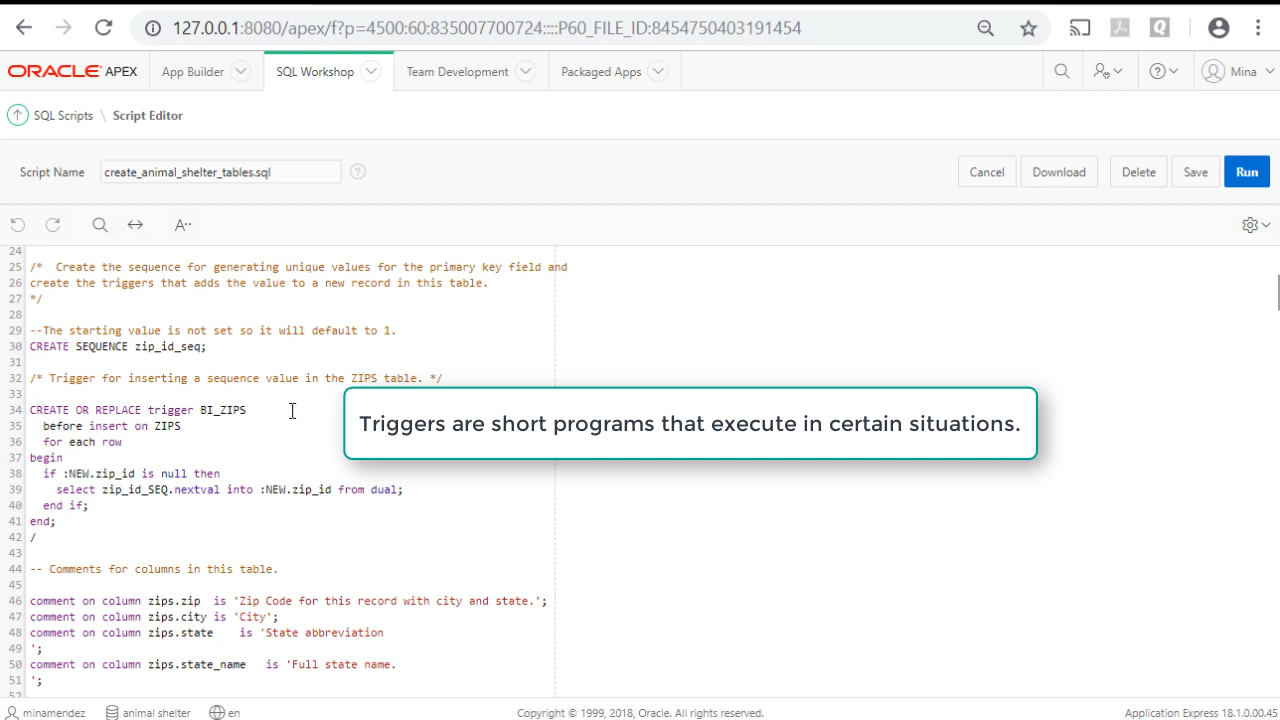 127.0.0.1:8080/apex/f?p=4500:60:835007700724::::P60_FILE_ID:8454750403191454
ORACLE APEX
App Builder
SQL Workshop
Team Development
Packaged Apps
Mina
SQL Scripts \ Script Editor
Script Name
create_animal_shelter_tables.sql
Cancel
Download
Delete
Save
Run
A··
24
25 /*  Create the sequence for generating unique values for the primary key field and
26 create the triggers that adds the value to a new record in this table.
27 */
28
29 --The starting value is not set so it will default to 1.
30 CREATE SEQUENCE zip_id_seq;
31
32 /* Trigger for inserting a sequence value in the ZIPS table. */
33
34 CREATE OR REPLACE trigger BI_ZIPS
35   before insert on ZIPS
36   for each row
37 begin
38   if :NEW.zip_id is null then
39     select zip_id_SEQ.nextval into :NEW.zip_id from dual;
40   end if;
41 end;
42 /
43
44 -- Comments for columns in this table.
45
46 comment on column zips.zip  is 'Zip Code for this record with city and state.';
47 comment on column zips.city is 'City';
48 comment on column zips.state    is 'State abbreviation
49 ';
50 comment on column zips.state_name   is 'Full state name.
51 ';
52
Triggers are short programs that execute in certain situations.
minamendez
animal shelter
en
Copyright © 1999, 2018, Oracle. All rights reserved.
Application Express 18.1.0.00.45